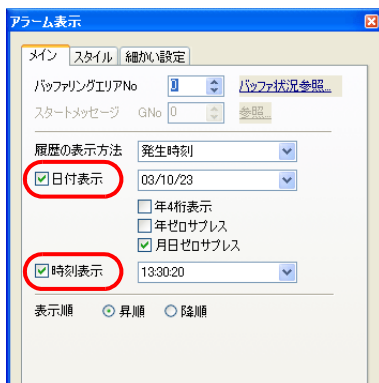 アラーム表示
メイン スタイル 細かい設定
バッファリングエリアNo 0 バッファ状況参照...
スタートメッセージ GNo 0 参照...
履歴の表示方法 発生時刻
日付表示 03/10/23
年4桁表示
年ゼロサプレス
月日ゼロサプレス
時刻表示 13:30:20
表示順 昇順 降順